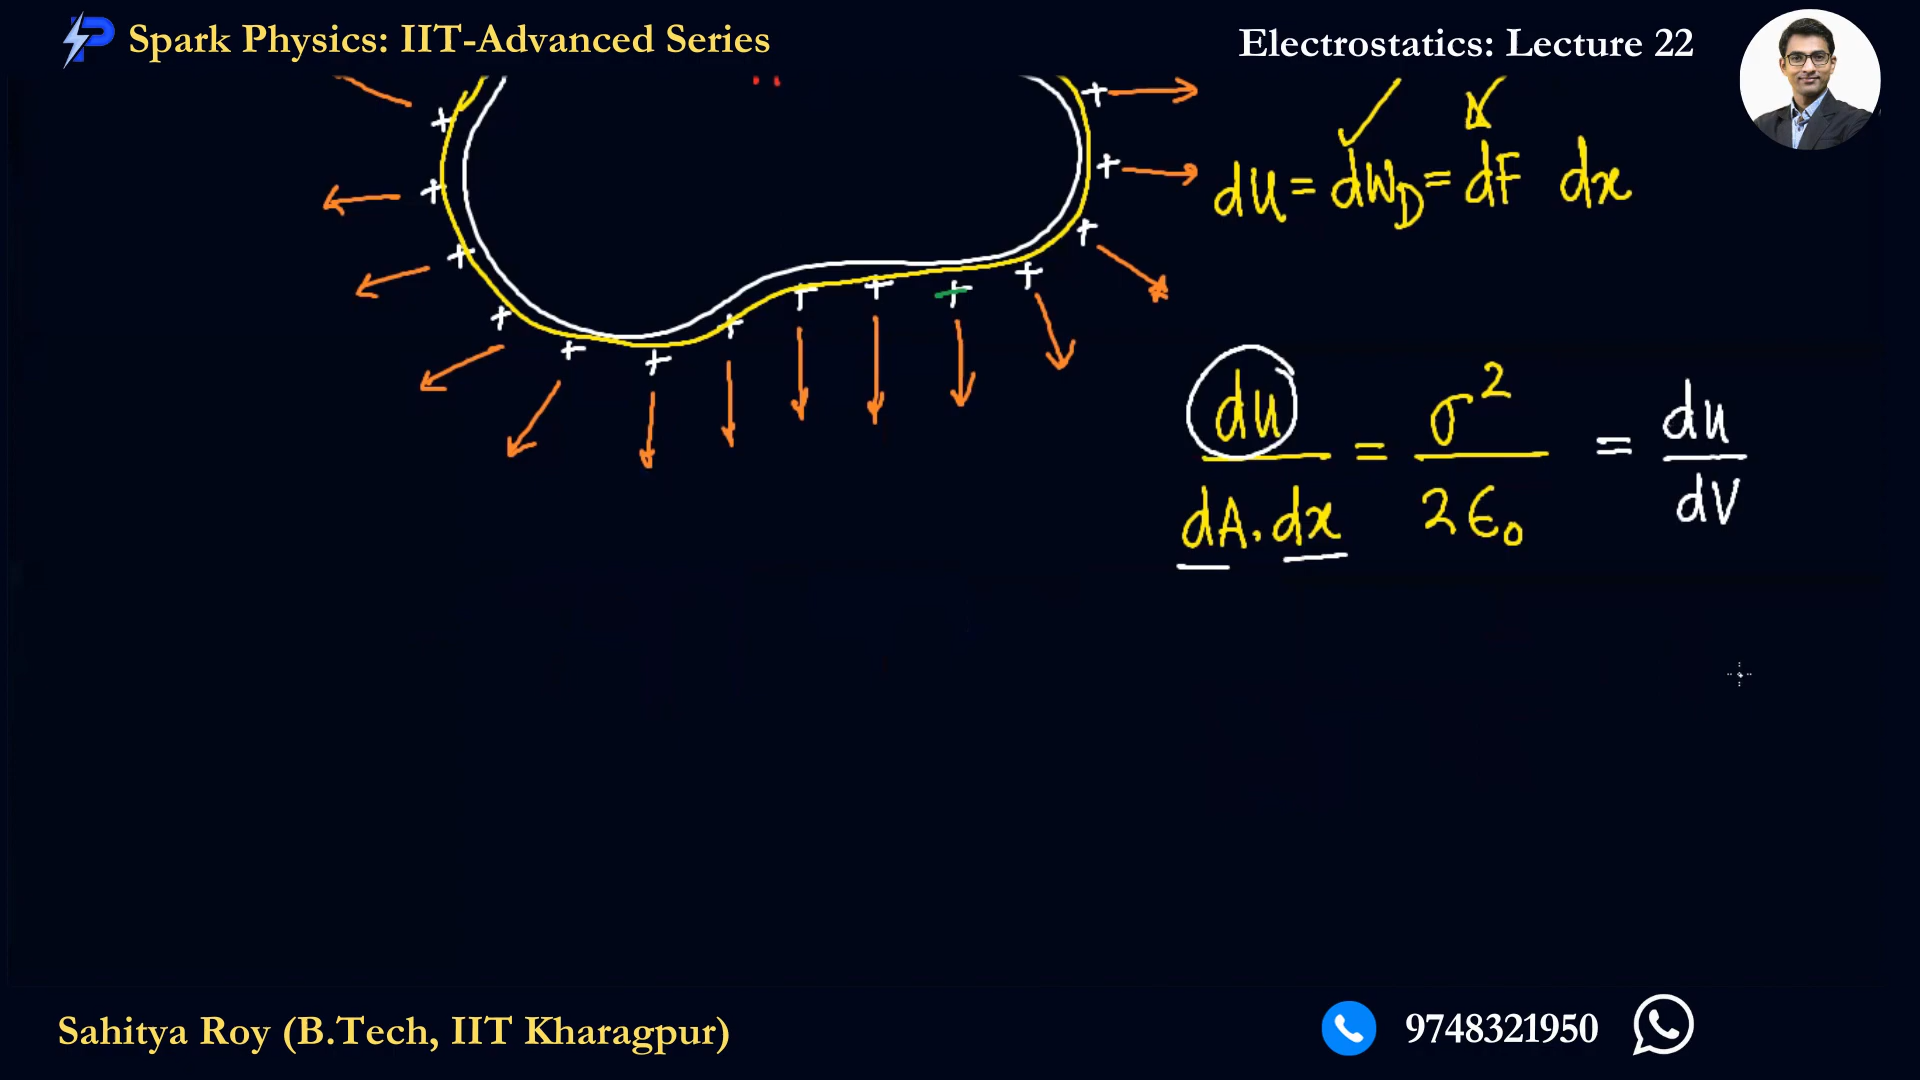 Spark Physics: IIT-Advanced Series
Electrostatics: Lecture 22
dU = dW_D = dF dx
dU / dA . dx = σ² / 2ϵ₀ = dU / dV
Sahitya Roy (B.Tech, IIT Kharagpur)
9748321950